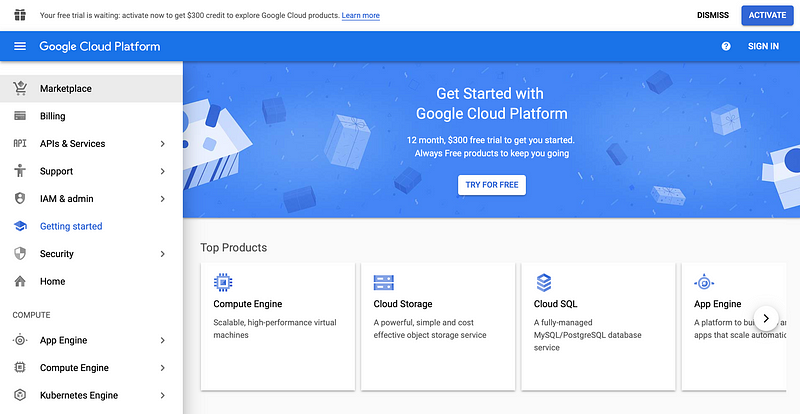 Your free trial is waiting: activate now to get $300 credit to explore Google Cloud products. Learn more
DISMISS
ACTIVATE
Google Cloud Platform
SIGN IN
Marketplace
Billing
API APIs & Services
Support
IAM & admin
Getting started
Security
Home
COMPUTE
App Engine
Compute Engine
Kubernetes Engine
Get Started with
Google Cloud Platform
12 month, $300 free trial to get you started.
Always Free products to keep you going
TRY FOR FREE
Top Products
Compute Engine
Scalable, high-performance virtual
machines
Cloud Storage
A powerful, simple and cost
effective object storage service
Cloud SQL
A fully-managed
MySQL/PostgreSQL database
service
App Engine
A platform to
apps that scale